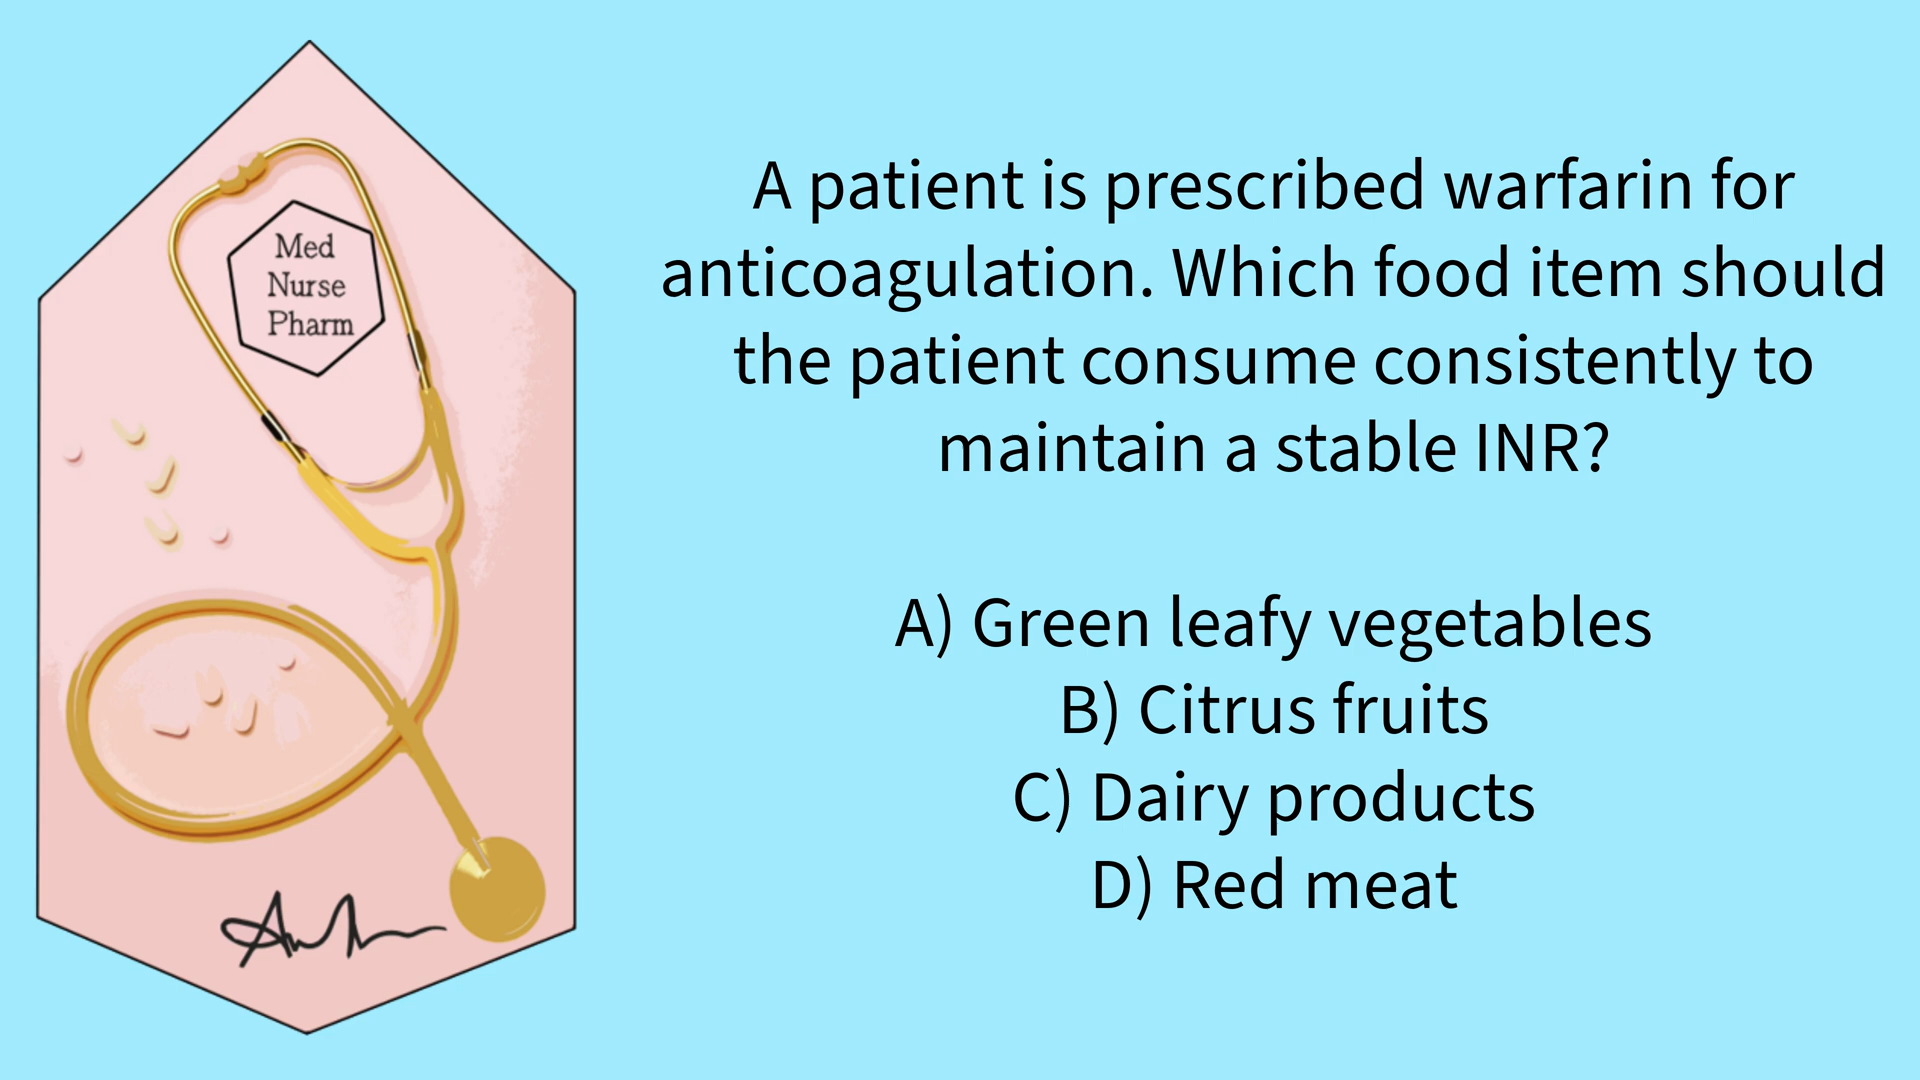 Med
Nurse
Pharm
A patient is prescribed warfarin for
anticoagulation. Which food item should
the patient consume consistently to
maintain a stable INR?
A) Green leafy vegetables
B) Citrus fruits
C) Dairy products
D) Red meat